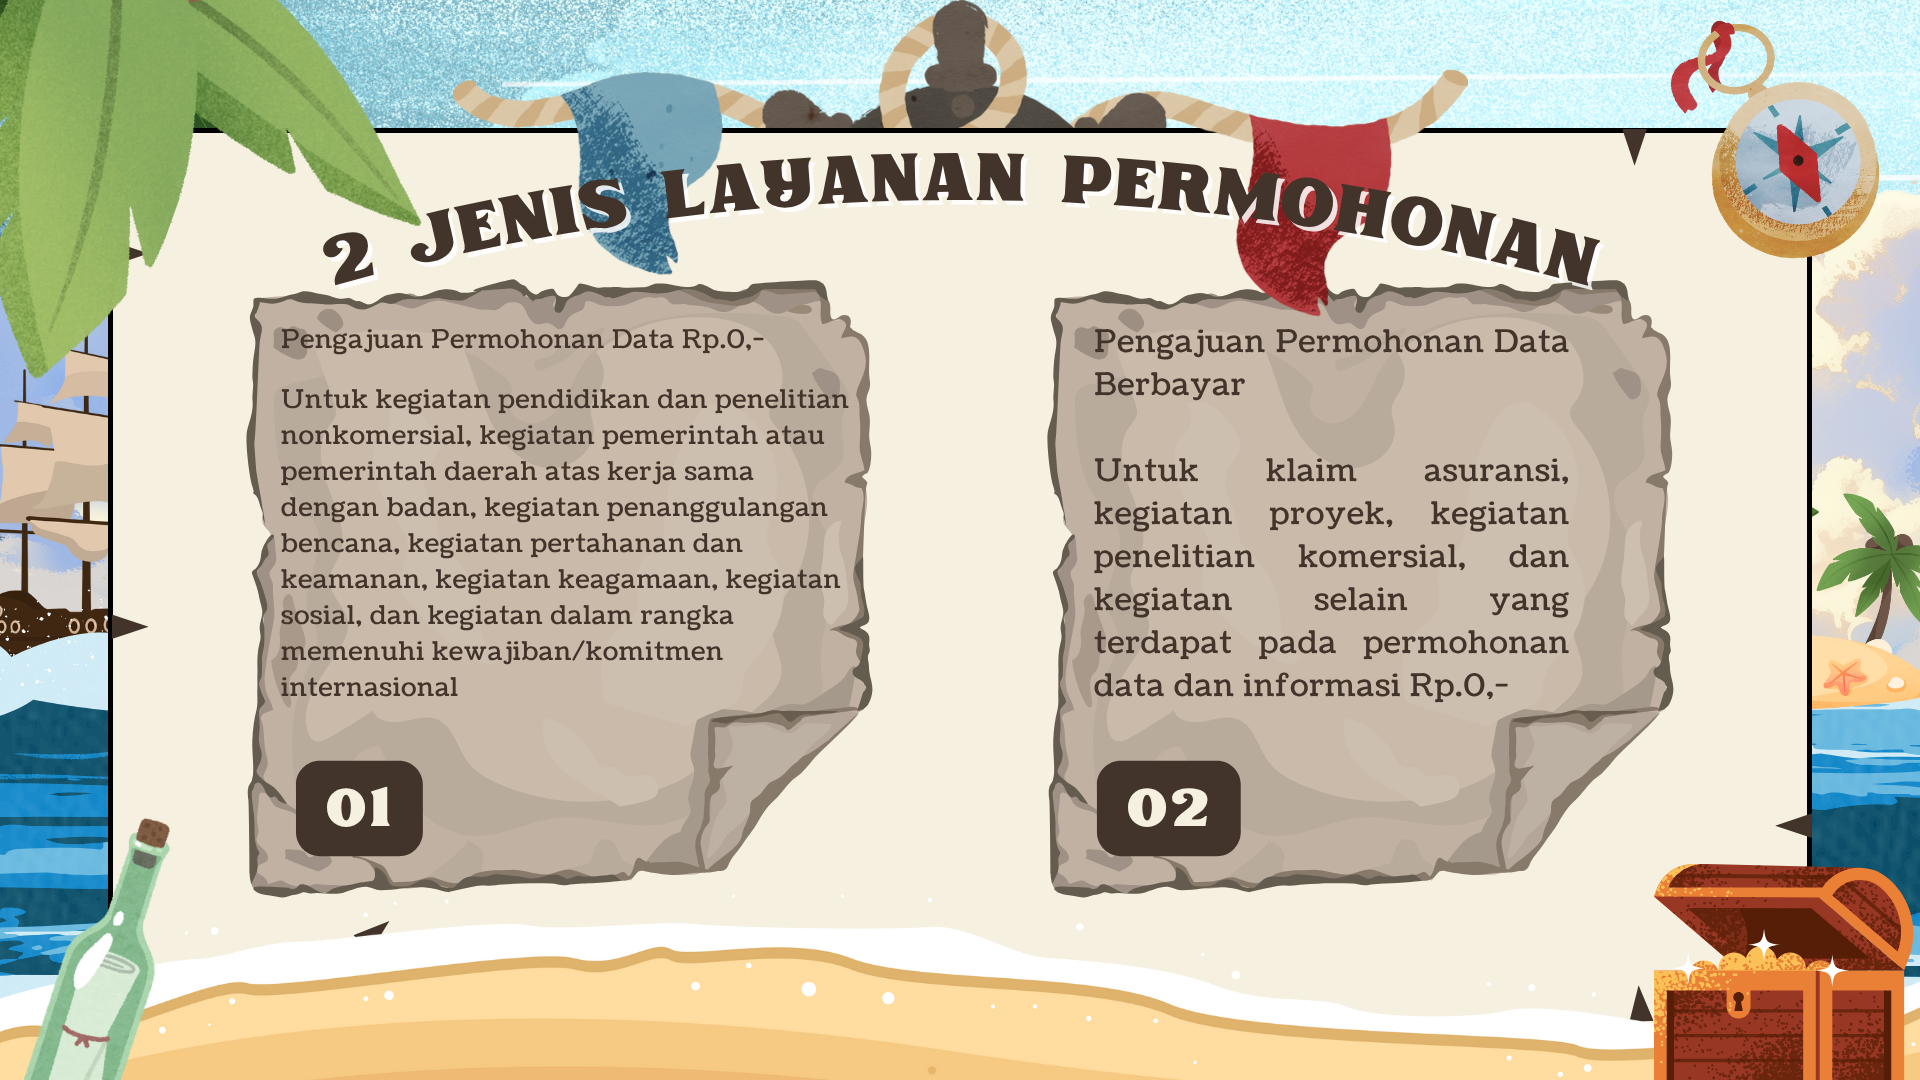 2 JENIS LAYANAN PERMOHONAN
Pengajuan Permohonan Data Rp.0,-
Untuk kegiatan pendidikan dan penelitian
nonkomersial, kegiatan pemerintah atau
pemerintah daerah atas kerja sama
dengan badan, kegiatan penanggulangan
bencana, kegiatan pertahanan dan
keamanan, kegiatan keagamaan, kegiatan
sosial, dan kegiatan dalam rangka
memenuhi kewajiban/komitmen
internasional
01
Pengajuan Permohonan Data
Berbayar
Untuk klaim asuransi,
kegiatan proyek, kegiatan
penelitian komersial, dan
kegiatan selain yang
terdapat pada permohonan
data dan informasi Rp.0,-
02